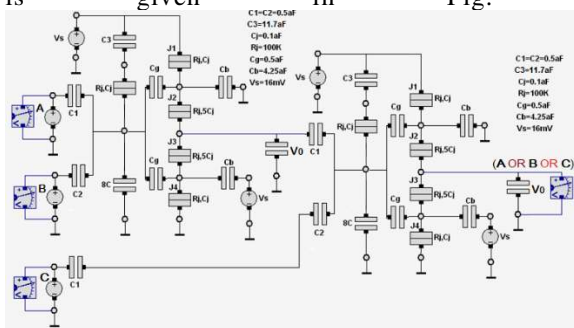 is given in Fig.
C1=C2=0.5aF
C3=11.7aF
Cj=0.1aF
Rj=100K
Cg=0.5aF
Cb=4.25aF
Vs=16mV
Vs
C3
J1
Rj,Cj
Rj,Cj
Cg
Cb
J2
Rj,5Cj
A
C1
J3
Rj,5Cj
V0
B
C2
8C
Cg
Cb
J4
Rj,Cj
Vs
C
C1
C1=C2=0.5aF
C3=11.7aF
Cj=0.1aF
Rj=100K
Cg=0.5aF
Cb=4.25aF
Vs=16mV
Vs
C3
J1
Rj,Cj
Rj,Cj
Cg
Cb
J2
Rj,5Cj
C1
(A OR B OR C)
J3
Rj,5Cj
V0
C2
8C
Cg
Cb
J4
Rj,Cj
Vs